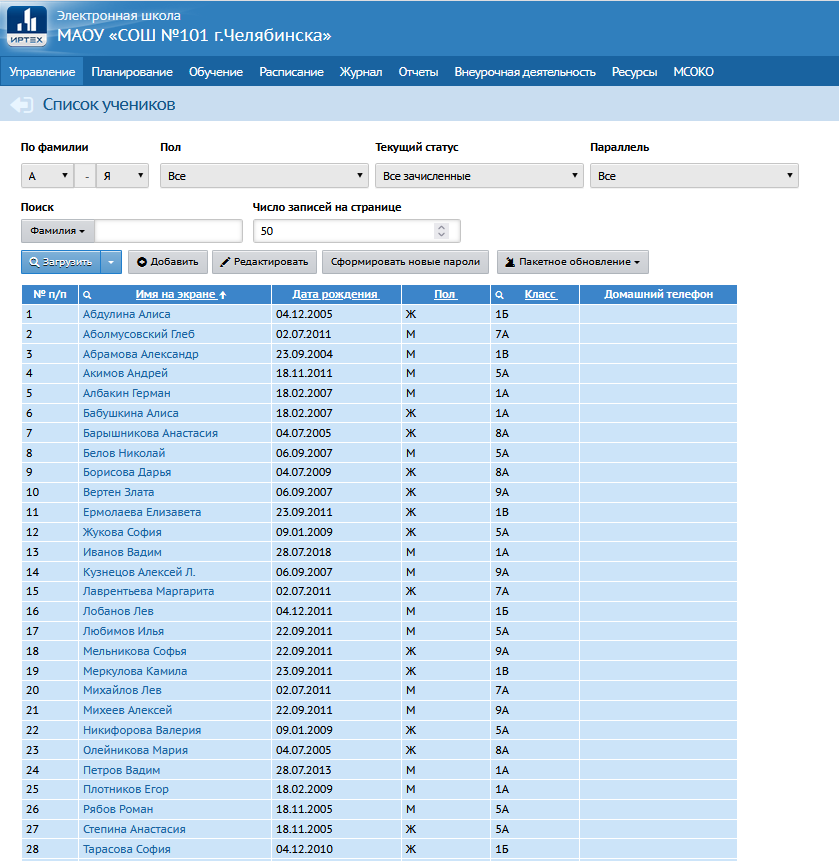 Электронная школа
ИРТЕХ
МАОУ «СОШ №101 г.Челябинска»
Управление Планирование Обучение Расписание Журнал Отчеты Внеурочная деятельность Ресурсы МСОКО
Список учеников
По фамилии Пол Текущий статус Параллель
А - Я Все Все зачисленные Все
Поиск Число записей на странице
Фамилия 50
Загрузить Добавить Редактировать Сформировать новые пароли Пакетное обновление
№ п/п Имя на экране Дата рождения Пол Класс Домашний телефон
1 Абдулина Алиса 04.12.2005 Ж 1Б
2 Аболмусовский Глеб 02.07.2011 М 7А
3 Абрамова Александр 23.09.2004 М 1В
4 Акимов Андрей 18.11.2011 М 5А
5 Албакин Герман 18.02.2007 М 1А
6 Бабушкина Алиса 18.02.2007 Ж 1А
7 Барышникова Анастасия 04.07.2005 Ж 8А
8 Белов Николай 06.09.2007 М 5А
9 Борисова Дарья 04.07.2009 Ж 8А
10 Вертен Злата 06.09.2007 Ж 9А
11 Ермолаева Елизавета 23.09.2011 Ж 1В
12 Жукова София 09.01.2009 Ж 5А
13 Иванов Вадим 28.07.2018 М 1А
14 Кузнецов Алексей Л. 06.09.2007 М 9А
15 Лаврентьева Маргарита 02.07.2011 Ж 7А
16 Лобанов Лев 04.12.2011 М 1Б
17 Любимов Илья 22.09.2011 М 5А
18 Мельникова Софья 22.09.2011 Ж 9А
19 Меркулова Камила 23.09.2011 Ж 1В
20 Михайлов Лев 02.07.2011 М 7А
21 Михеев Алексей 22.09.2011 М 9А
22 Никифорова Валерия 09.01.2009 Ж 5А
23 Олейникова Мария 04.07.2005 Ж 8А
24 Петров Вадим 28.07.2013 М 1А
25 Плотников Егор 18.02.2009 М 1А
26 Рябов Роман 18.11.2005 М 5А
27 Степина Анастасия 18.11.2005 Ж 5А
28 Тарасова София 04.12.2010 Ж 1Б